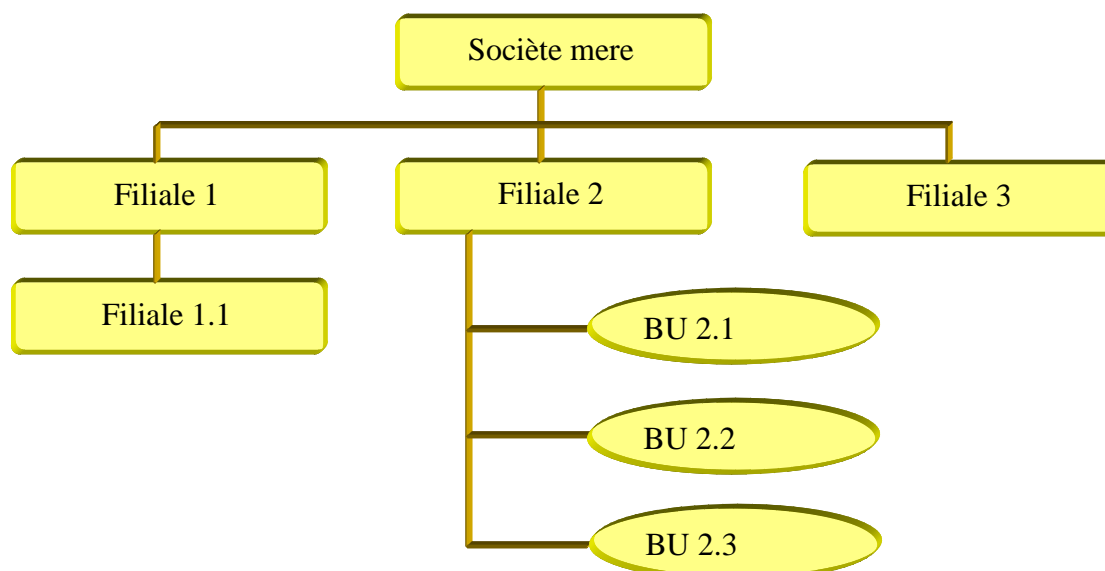 Sociète mere
Filiale 1
Filiale 2
Filiale 3
Filiale 1.1
BU 2.1
BU 2.2
BU 2.3